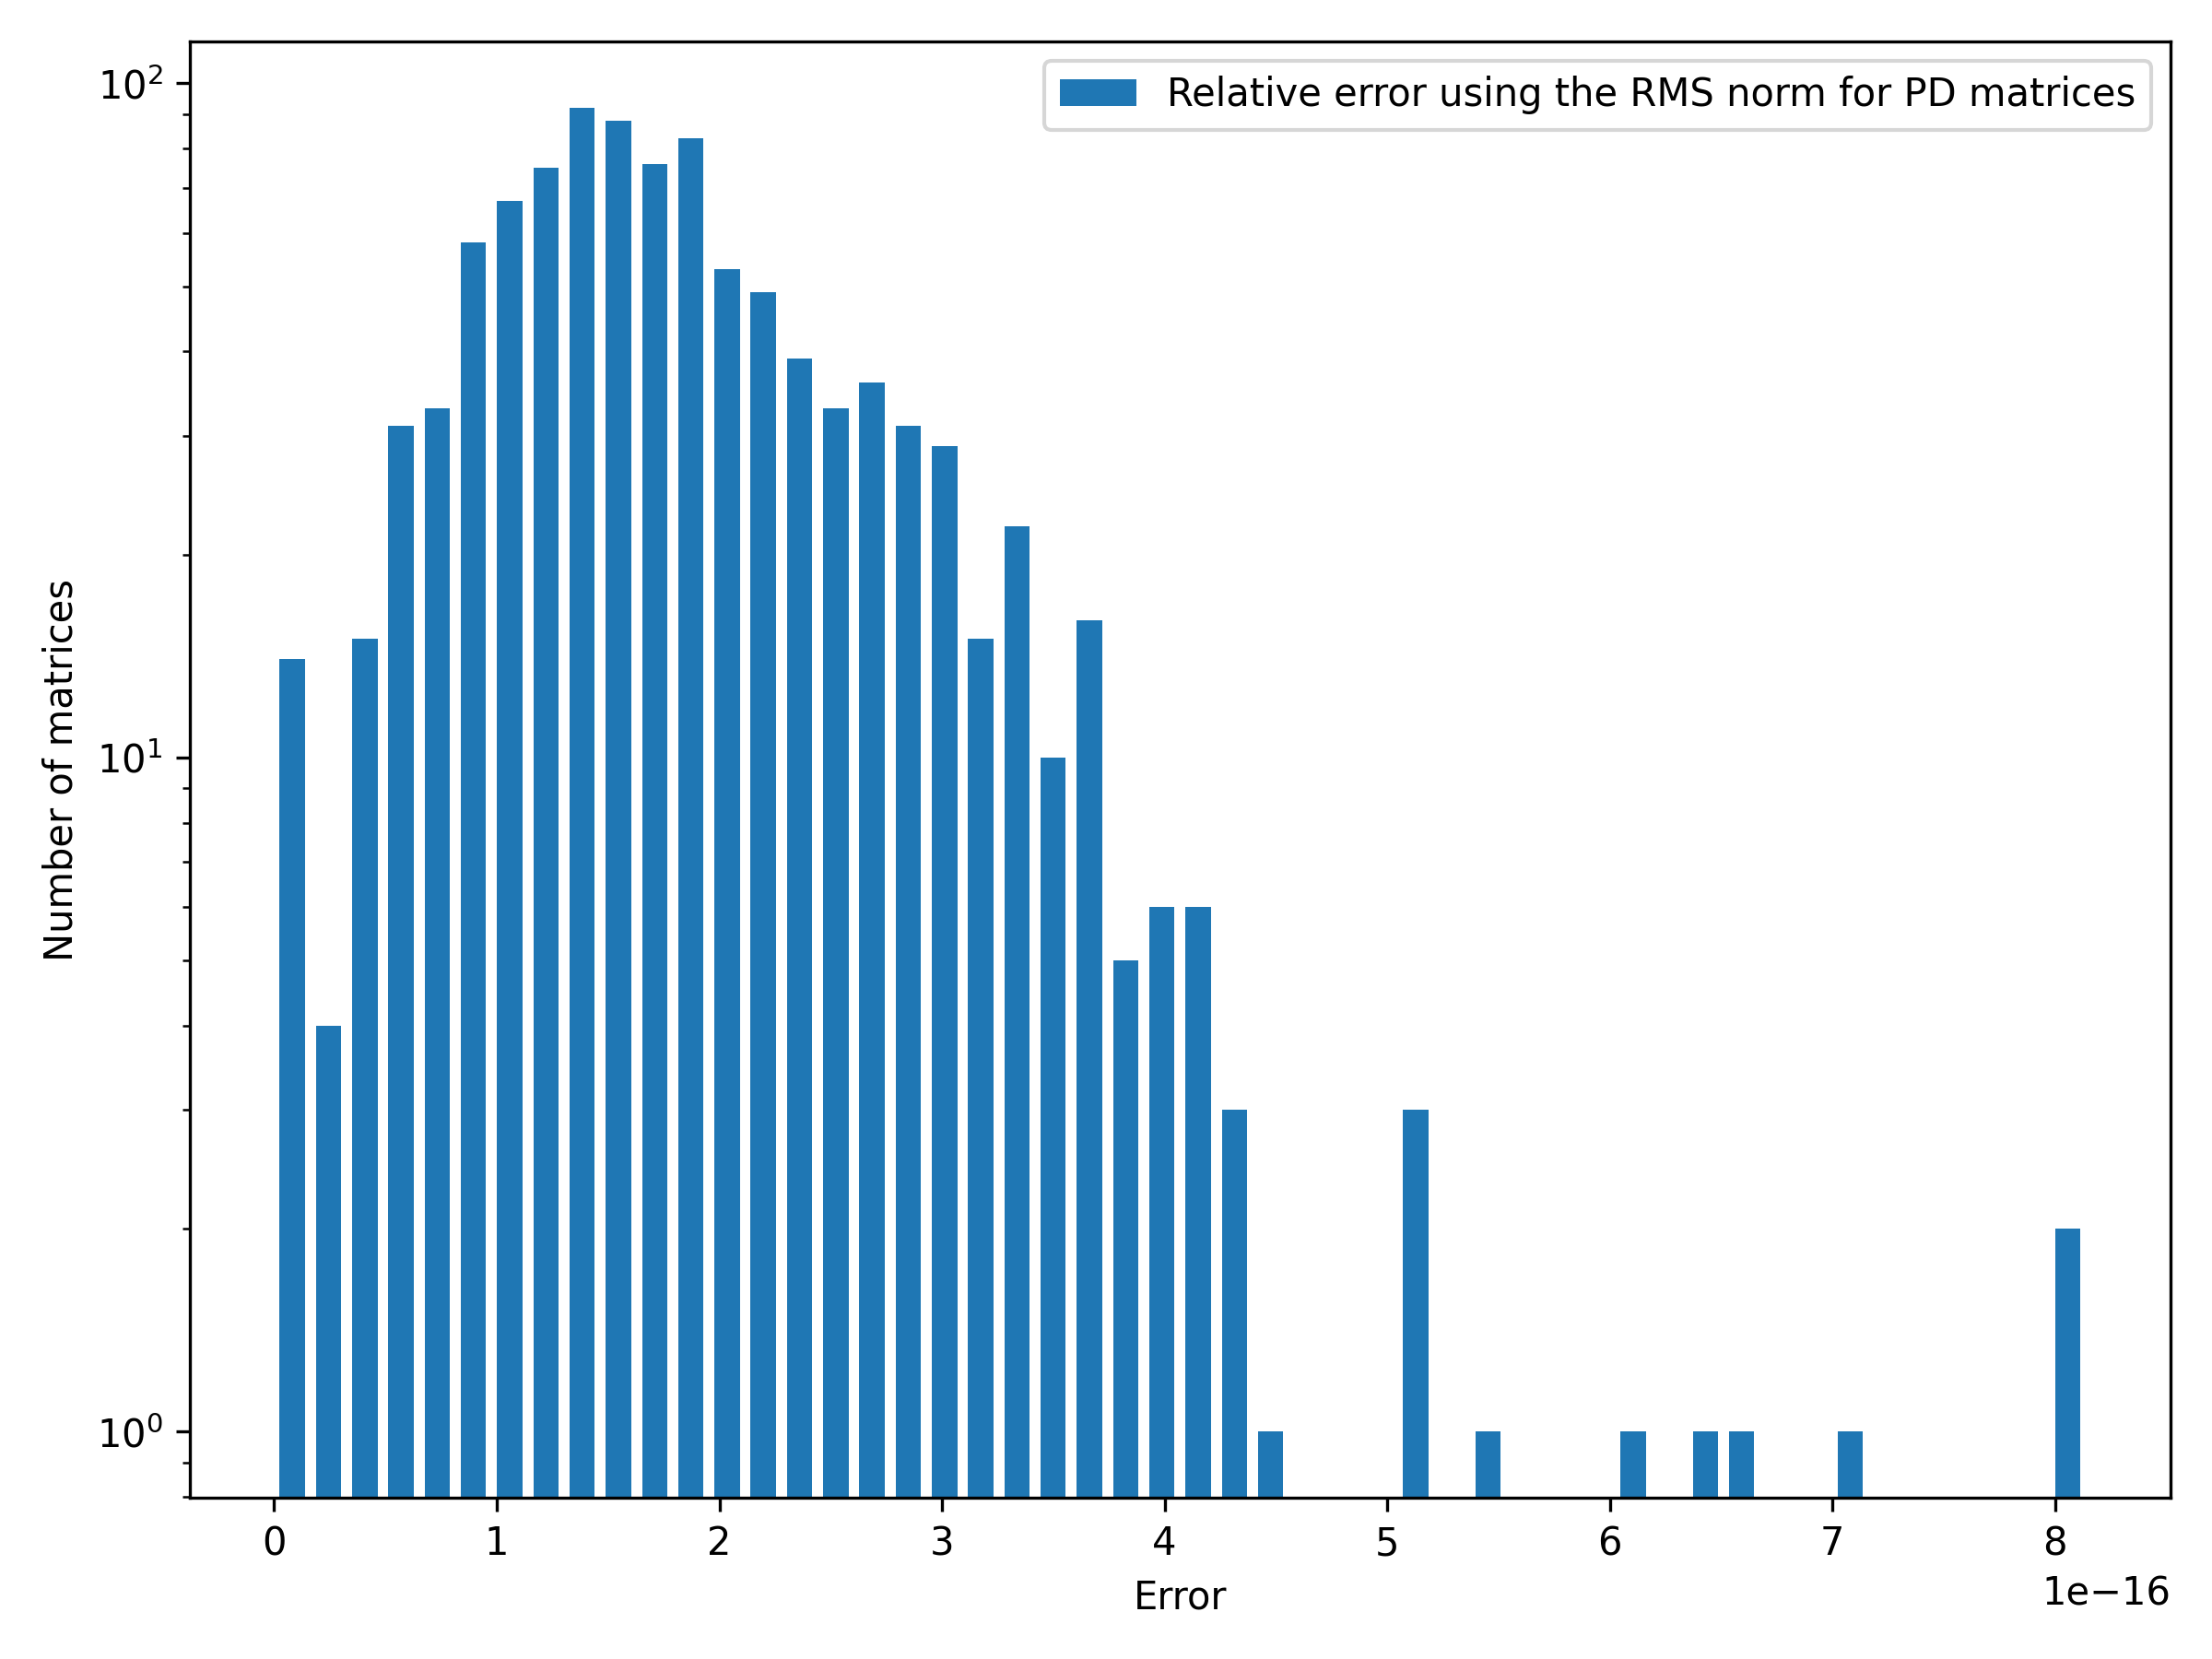 Relative error using the RMS norm for PD matrices
10²
10¹
10⁰
Number of matrices
0 1 2 3 4 5 6 7 8
1e−16
Error